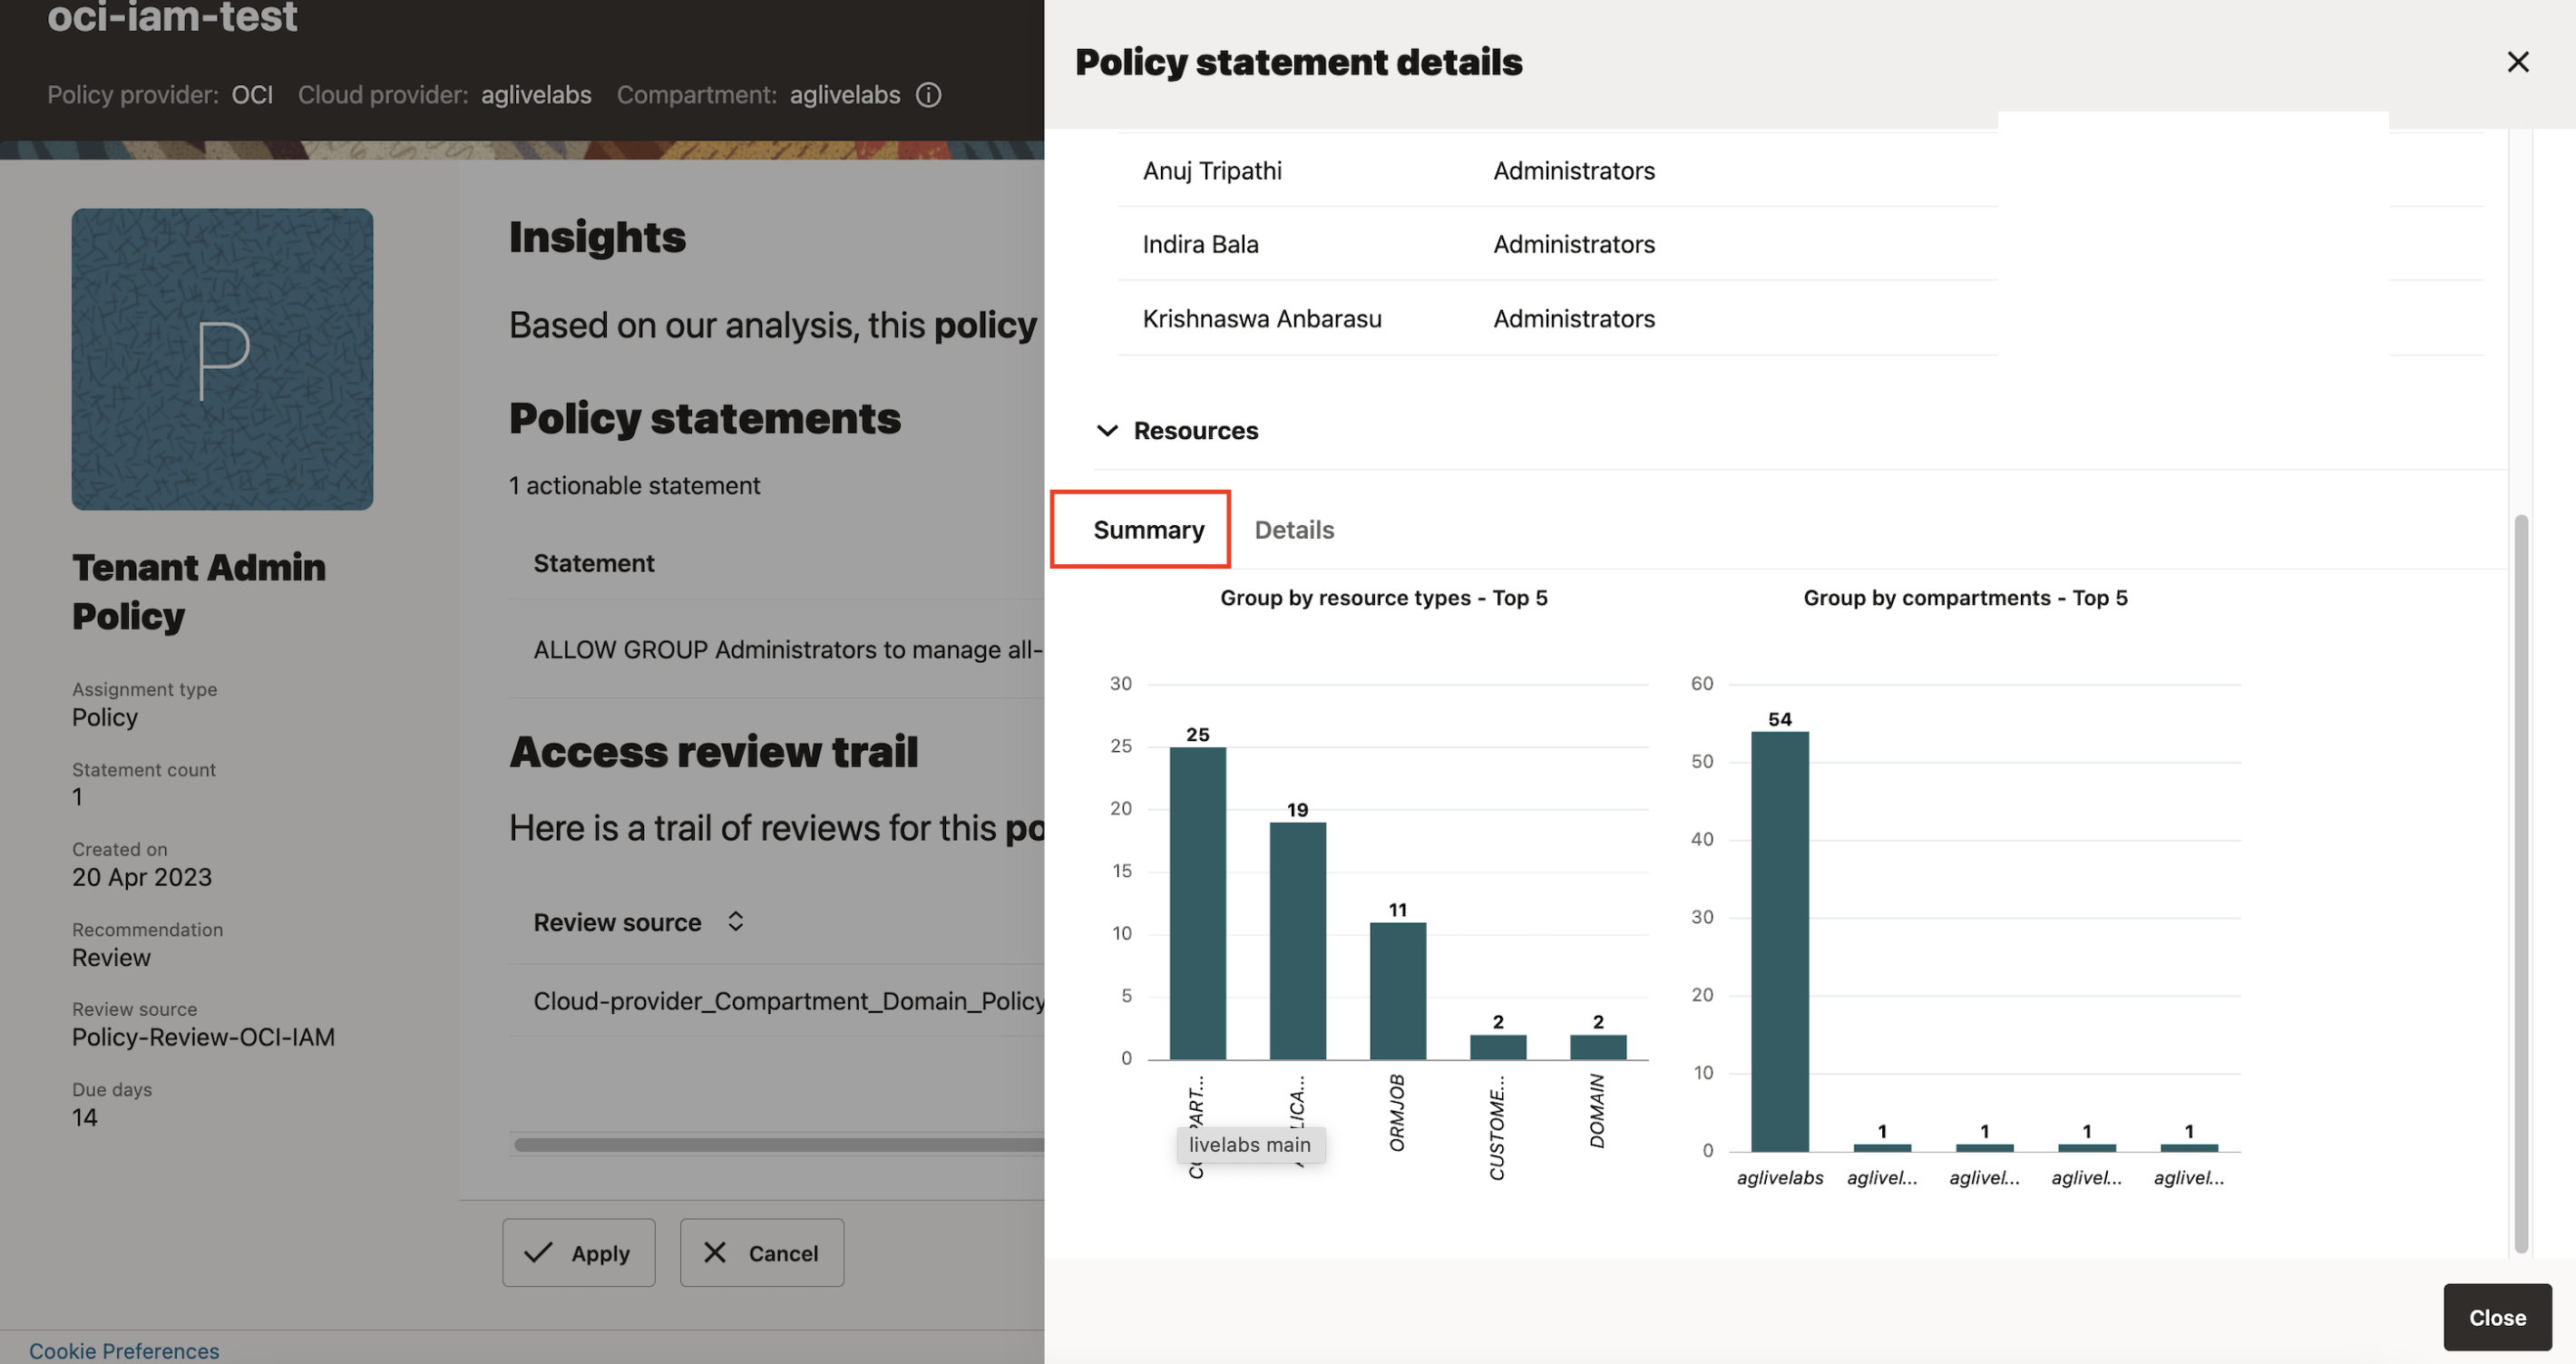 oci-iam-test
Policy provider: OCI Cloud provider: aglivelabs Compartment: aglivelabs
P
Tenant Admin
Policy
Assignment type
Policy
Statement count
1
Created on
20 Apr 2023
Recommendation
Review
Review source
Policy-Review-OCI-IAM
Due days
14
Insights
Based on our analysis, this policy
Policy statements
1 actionable statement
Statement
ALLOW GROUP Administrators to manage all-
Access review trail
Here is a trail of reviews for this po
Review source
Cloud-provider_Compartment_Domain_Policy
Apply Cancel
Cookie Preferences
Policy statement details
Anuj Tripathi Administrators
Indira Bala Administrators
Krishnaswa Anbarasu Administrators
Resources
Summary Details
Group by resource types - Top 5
30
25
20
15
10
5
0
25
19
11
2
2
ORMJOB
CUSTOME...
DOMAIN
livelabs main
Group by compartments - Top 5
60
50
40
30
20
10
0
54
1
1
1
1
aglivelabs aglivel... aglivel... aglivel... aglivel...
Close